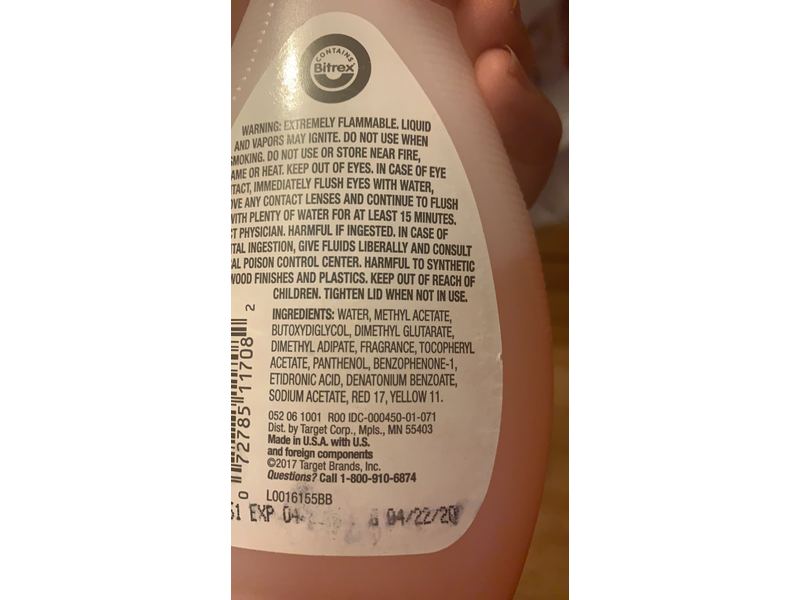 CONTAINS
Bitrex
WARNING: EXTREMELY FLAMMABLE. LIQUID
AND VAPORS MAY IGNITE. DO NOT USE WHEN
SMOKING. DO NOT USE OR STORE NEAR FIRE,
AME OR HEAT. KEEP OUT OF EYES. IN CASE OF EYE
TACT, IMMEDIATELY FLUSH EYES WITH WATER,
OVE ANY CONTACT LENSES AND CONTINUE TO FLUSH
WITH PLENTY OF WATER FOR AT LEAST 15 MINUTES.
CT PHYSICIAN. HARMFUL IF INGESTED. IN CASE OF
TAL INGESTION, GIVE FLUIDS LIBERALLY AND CONSULT
AL POISON CONTROL CENTER. HARMFUL TO SYNTHETIC
WOOD FINISHES AND PLASTICS. KEEP OUT OF REACH OF
CHILDREN. TIGHTEN LID WHEN NOT IN USE.
INGREDIENTS: WATER, METHYL ACETATE,
BUTOXYDIGLYCOL, DIMETHYL GLUTARATE,
DIMETHYL ADIPATE, FRAGRANCE, TOCOPHERYL
ACETATE, PANTHENOL, BENZOPHENONE-1,
ETIDRONIC ACID, DENATONIUM BENZOATE,
SODIUM ACETATE, RED 17, YELLOW 11.
052 06 1001 R00 IDC-000450-01-071
Dist. by Target Corp., Mpls., MN 55403
Made in U.S.A. with U.S.
and foreign components
©2017 Target Brands, Inc.
Questions? Call 1-800-910-6874
L0016155BB
0 72785 11708 2
51 EXP 04/22/20